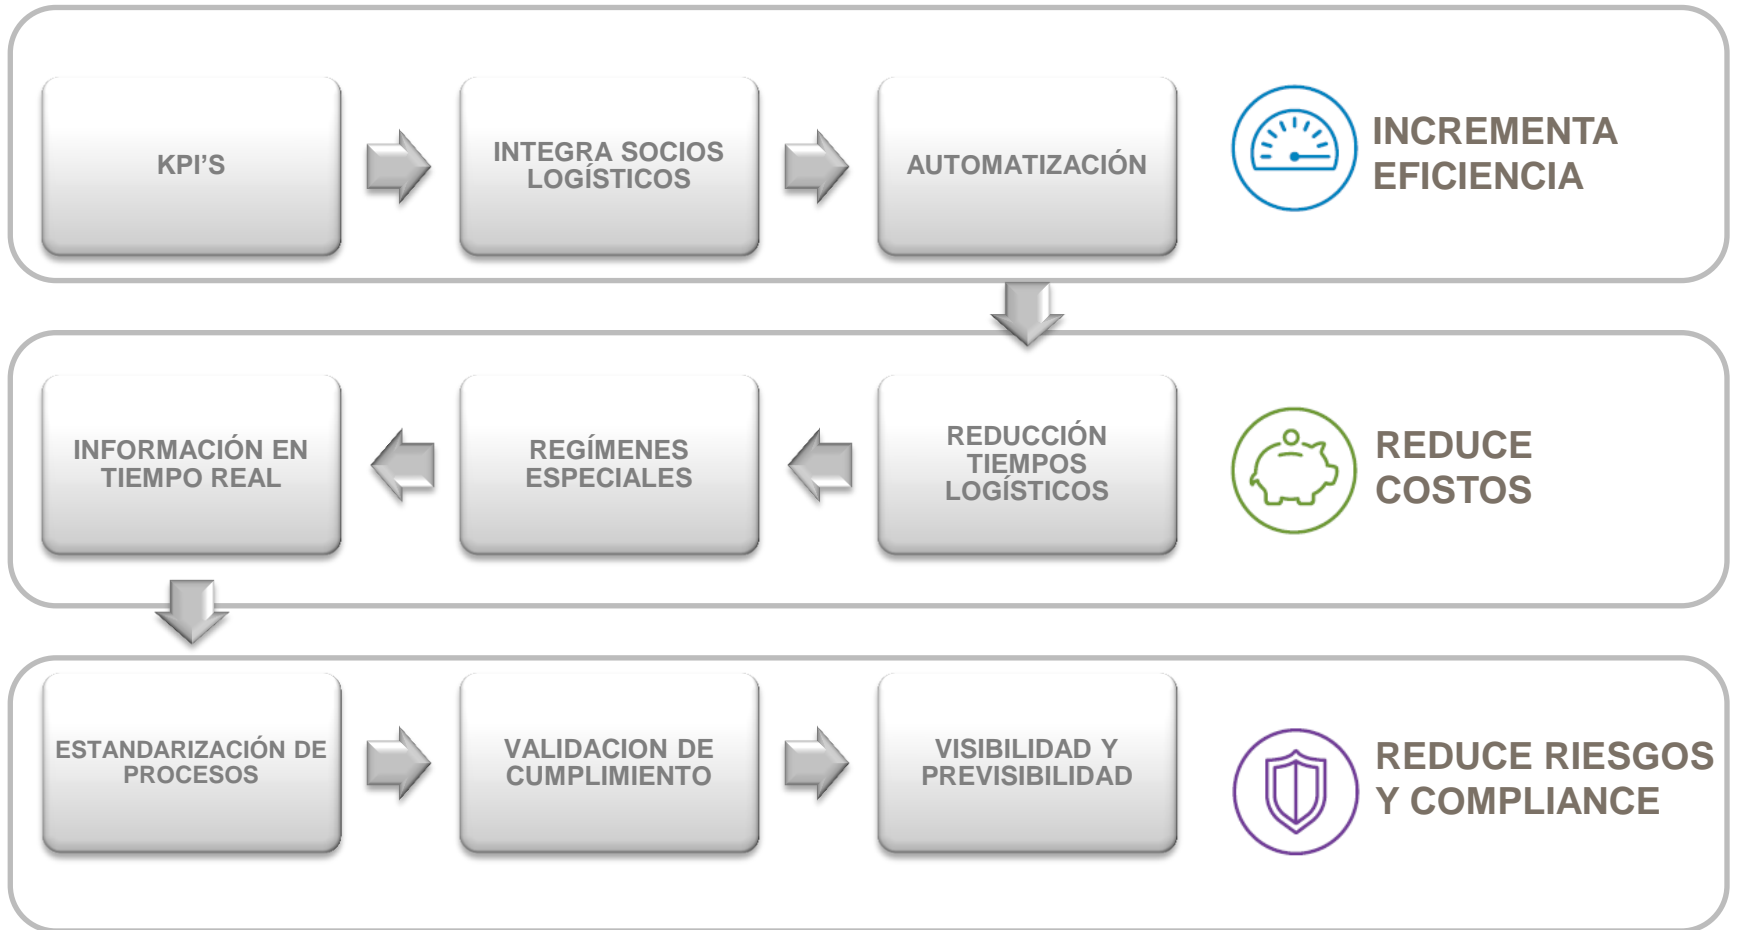 KPI’S
INTEGRA SOCIOS
LOGÍSTICOS
AUTOMATIZACIÓN
INCREMENTA
EFICIENCIA
INFORMACIÓN EN
TIEMPO REAL
REGÍMENES
ESPECIALES
REDUCCIÓN
TIEMPOS
LOGÍSTICOS
REDUCE
COSTOS
ESTANDARIZACIÓN DE
PROCESOS
VALIDACION DE
CUMPLIMIENTO
VISIBILIDAD Y
PREVISIBILIDAD
REDUCE RIESGOS
Y COMPLIANCE